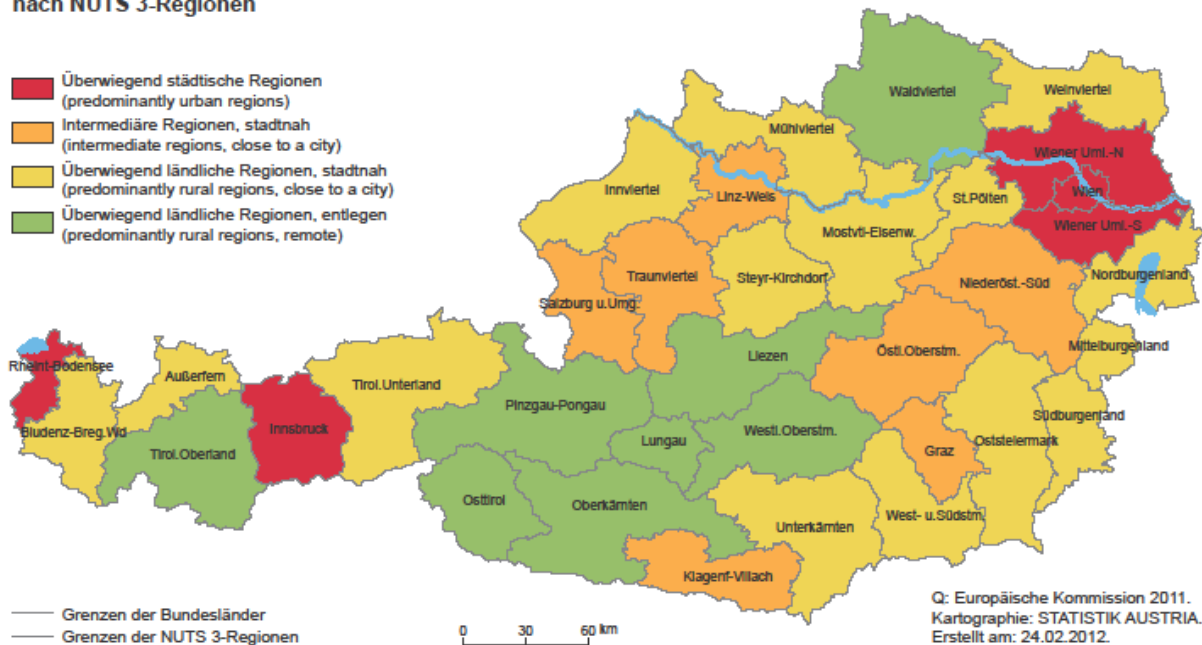 nach NUTS 3-Regionen
Überwiegend städtische Regionen
(predominantly urban regions)
Intermediäre Regionen, stadtnah
(intermediate regions, close to a city)
Überwiegend ländliche Regionen, stadtnah
(predominantly rural regions, close to a city)
Überwiegend ländliche Regionen, entlegen
(predominantly rural regions, remote)
Waldviertel
Weinviertel
Mühlviertel
Wiener Uml.-N
Innviertel
Linz-Wels
St.Pölten
Wien
Mostvtl-Eisenw.
Wiener Uml.-S
Traunviertel
Steyr-Kirchdorf
Niederöst.-Süd
Nordburgenland
Salzburg u.Umg.
Mittelburgenland
Liezen
Östl.Oberstm.
Rheint-Bodensee
Außerfern
Tirol.Unterland
Pinzgau-Pongau
Südburgenland
Bludenz-Breg.Wd
Innsbruck
Lungau
Westl.Oberstm.
Oststeiermark
Tirol.Oberland
Graz
Osttirol
Oberkärnten
Unterkärnten
West- u.Südstm.
Klagenf-Villach
Grenzen der Bundesländer
Grenzen der NUTS 3-Regionen
0 30 60 km
Q: Europäische Kommission 2011.
Kartographie: STATISTIK AUSTRIA.
Erstellt am: 24.02.2012.